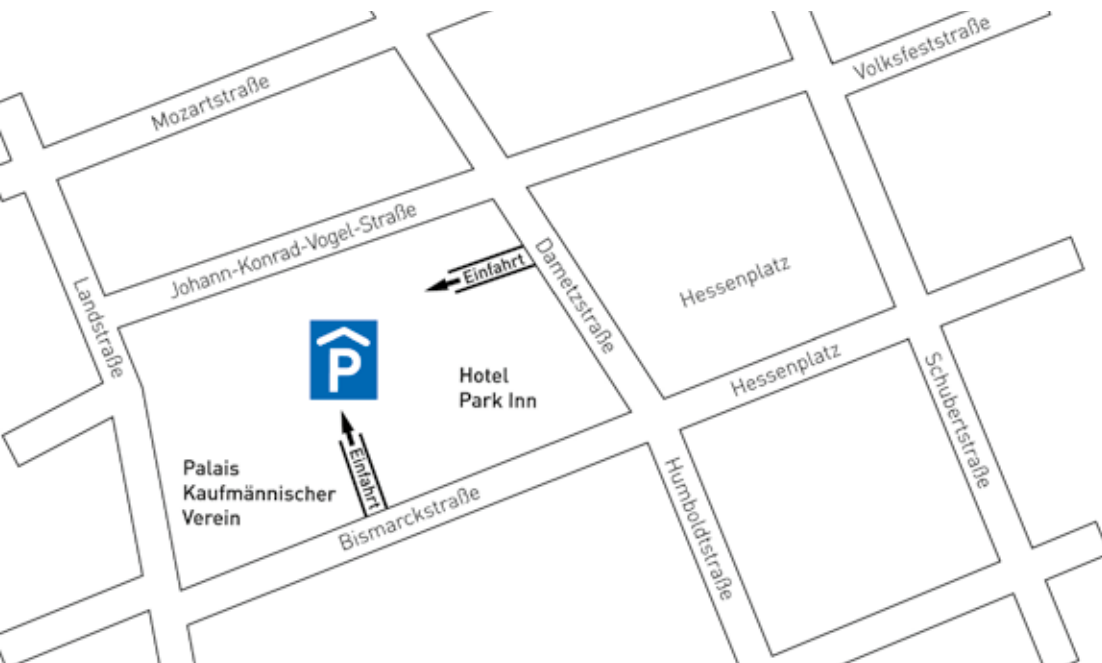 Volksfeststraße
Mozartstraße
Johann-Konrad-Vogel-Straße
Einfahrt
Dametzstraße
Hessenplatz
Landstraße
P
Hotel
Park Inn
Hessenplatz
Schubertstraße
Palais
Kaufmännischer
Verein
Einfahrt
Bismarckstraße
Humboldtstraße